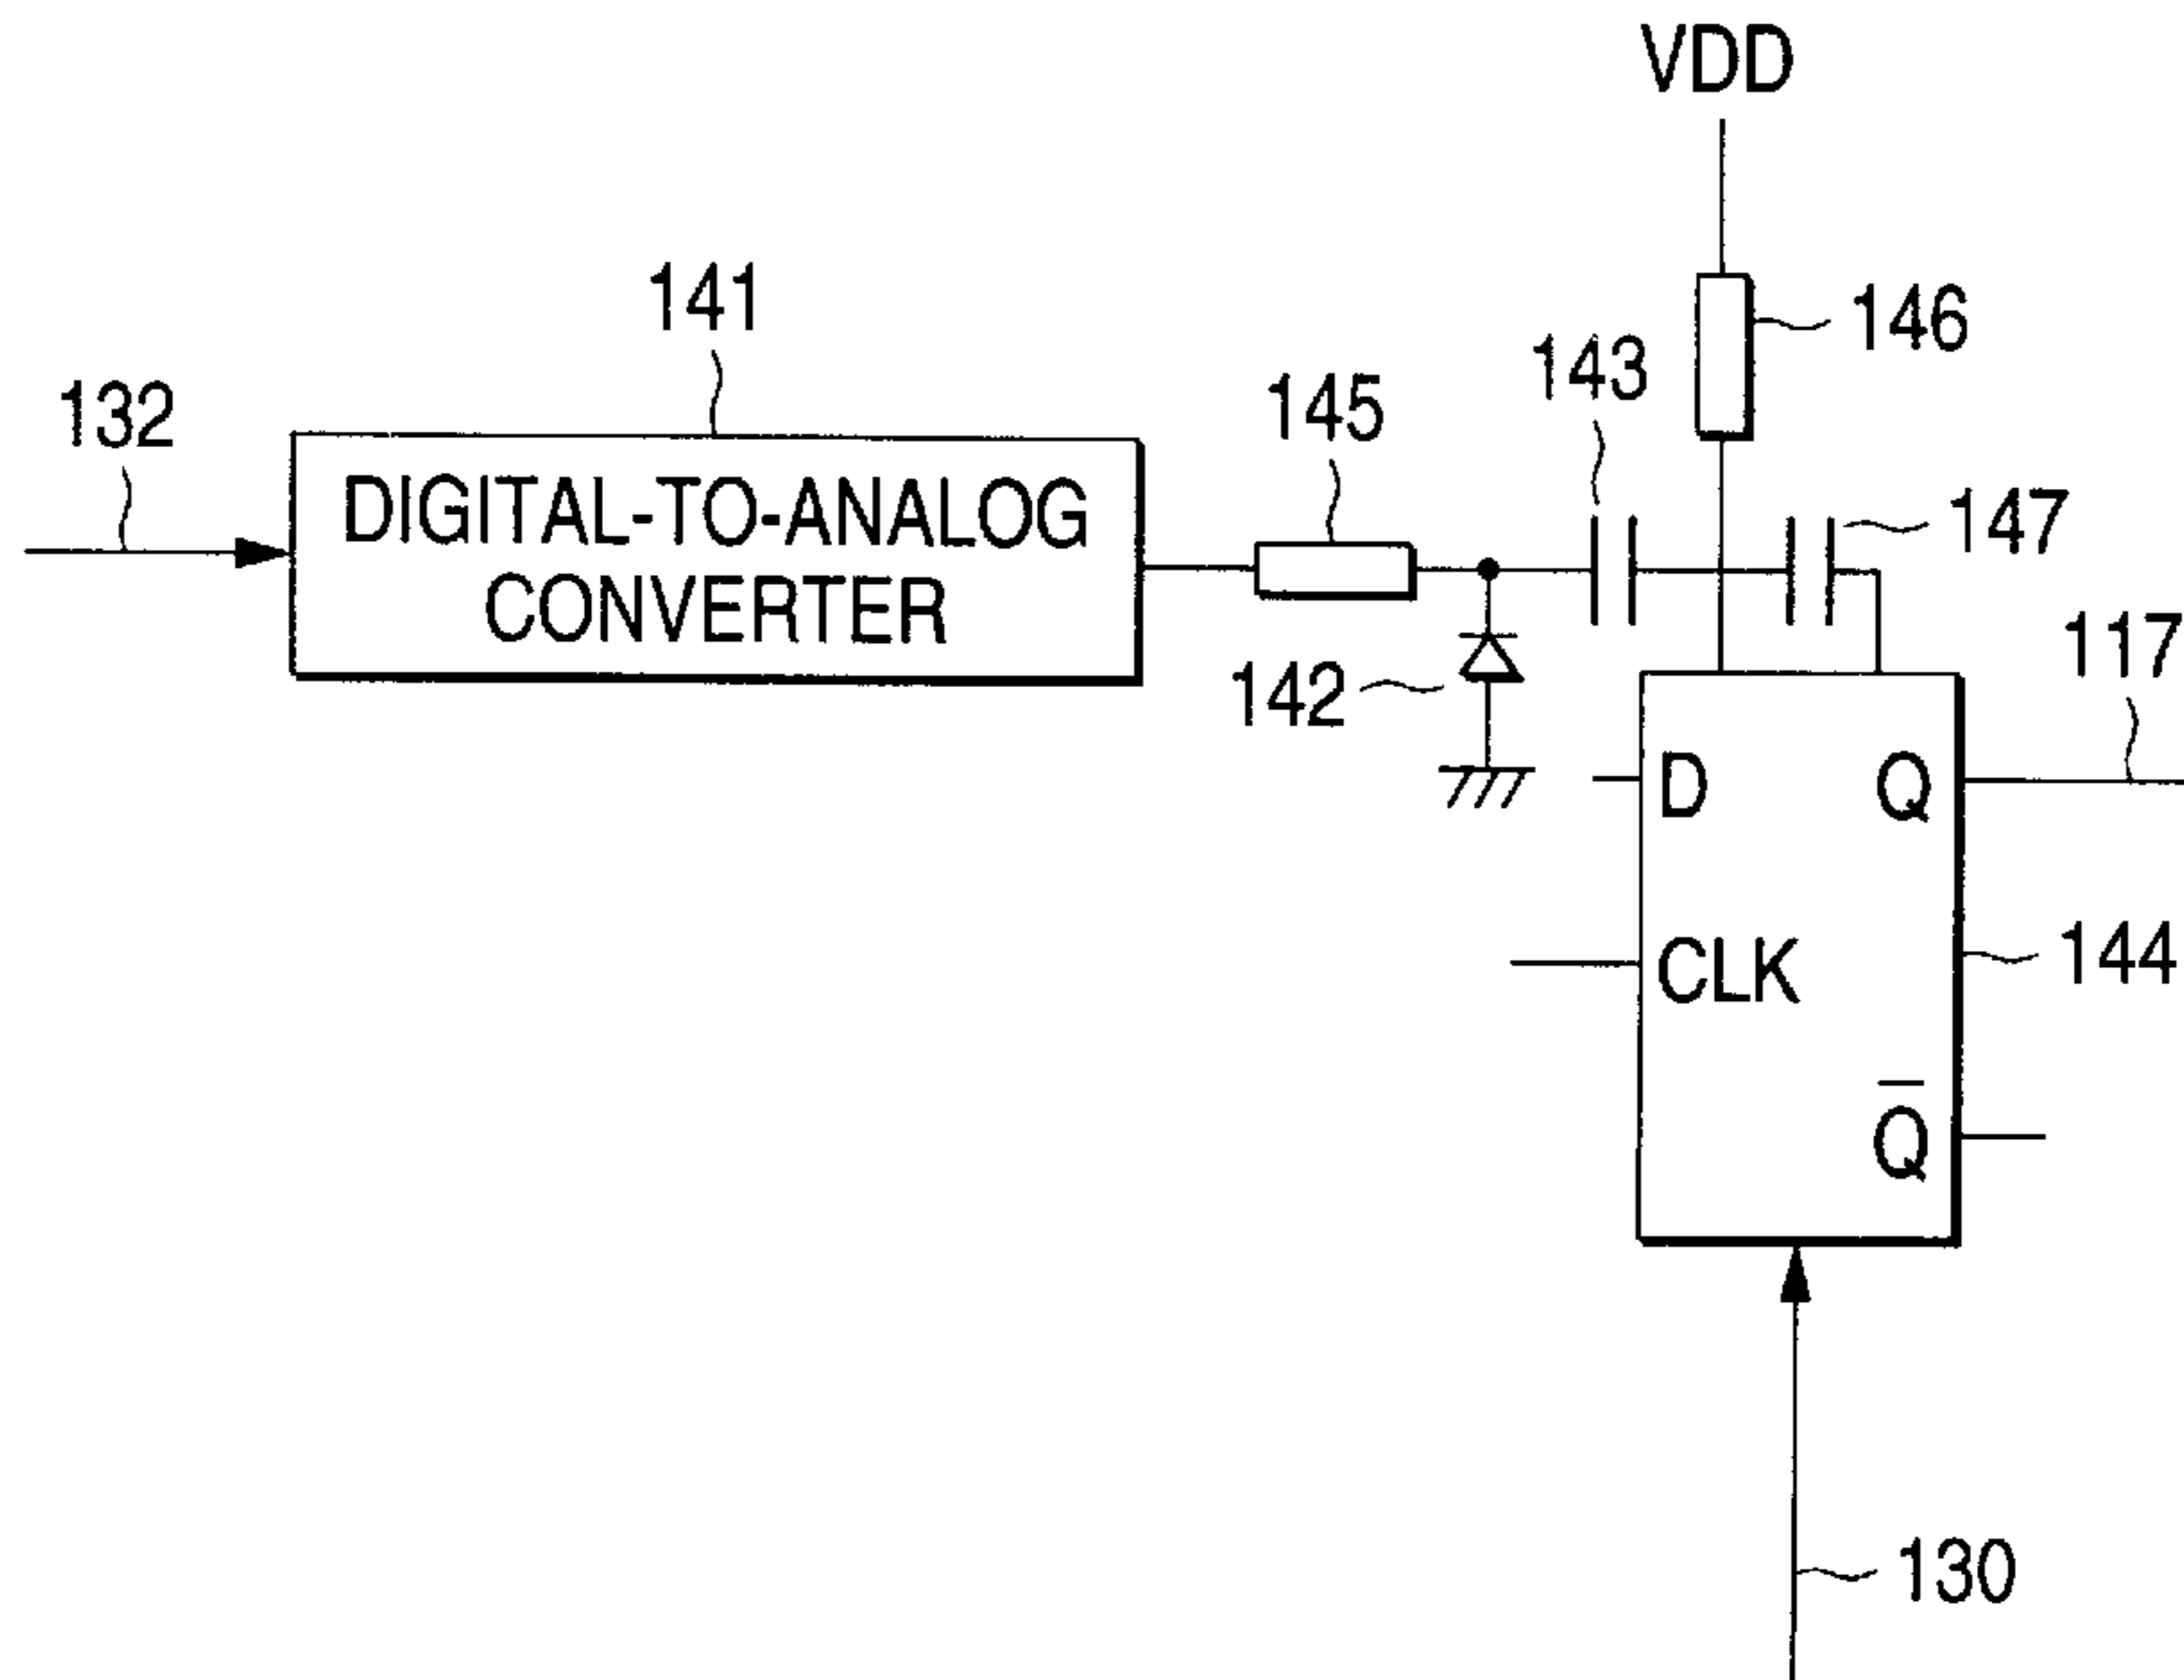 VDD
141
146
143
132
145
147
DIGITAL-TO-ANALOG
CONVERTER
142
117
D
Q
CLK
144
Q̅
130